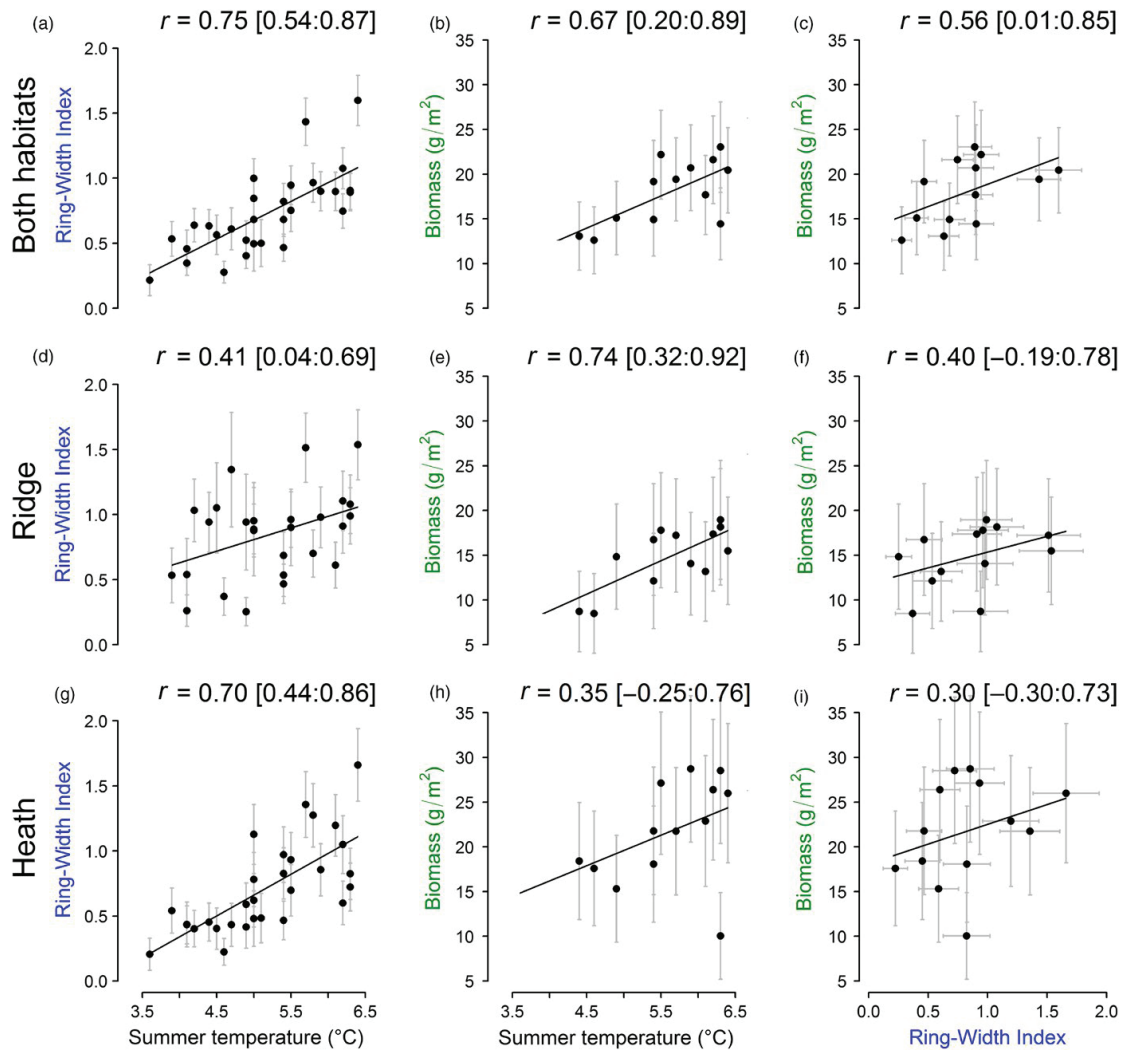 (a) r = 0.75 [0.54:0.87]
(b) r = 0.67 [0.20:0.89]
(c) r = 0.56 [0.01:0.85]
Both habitats
Ring-Width Index
2.0
1.5
1.0
0.5
0.0
Biomass (g/m²)
35
30
25
20
15
10
5
Biomass (g/m²)
35
30
25
20
15
10
5
(d) r = 0.41 [0.04:0.69]
(e) r = 0.74 [0.32:0.92]
(f) r = 0.40 [−0.19:0.78]
Ridge
Ring-Width Index
2.0
1.5
1.0
0.5
0.0
Biomass (g/m²)
35
30
25
20
15
10
5
Biomass (g/m²)
35
30
25
20
15
10
5
(g) r = 0.70 [0.44:0.86]
(h) r = 0.35 [−0.25:0.76]
(i) r = 0.30 [−0.30:0.73]
Heath
Ring-Width Index
2.0
1.5
1.0
0.5
0.0
Biomass (g/m²)
35
30
25
20
15
10
5
Biomass (g/m²)
35
30
25
20
15
10
5
3.6 4.5 5.5 6.5
3.5 4.5 5.5 6.5
0.0 0.5 1.0 1.5 2.0
Summer temperature (°C)
Summer temperature (°C)
Ring-Width Index